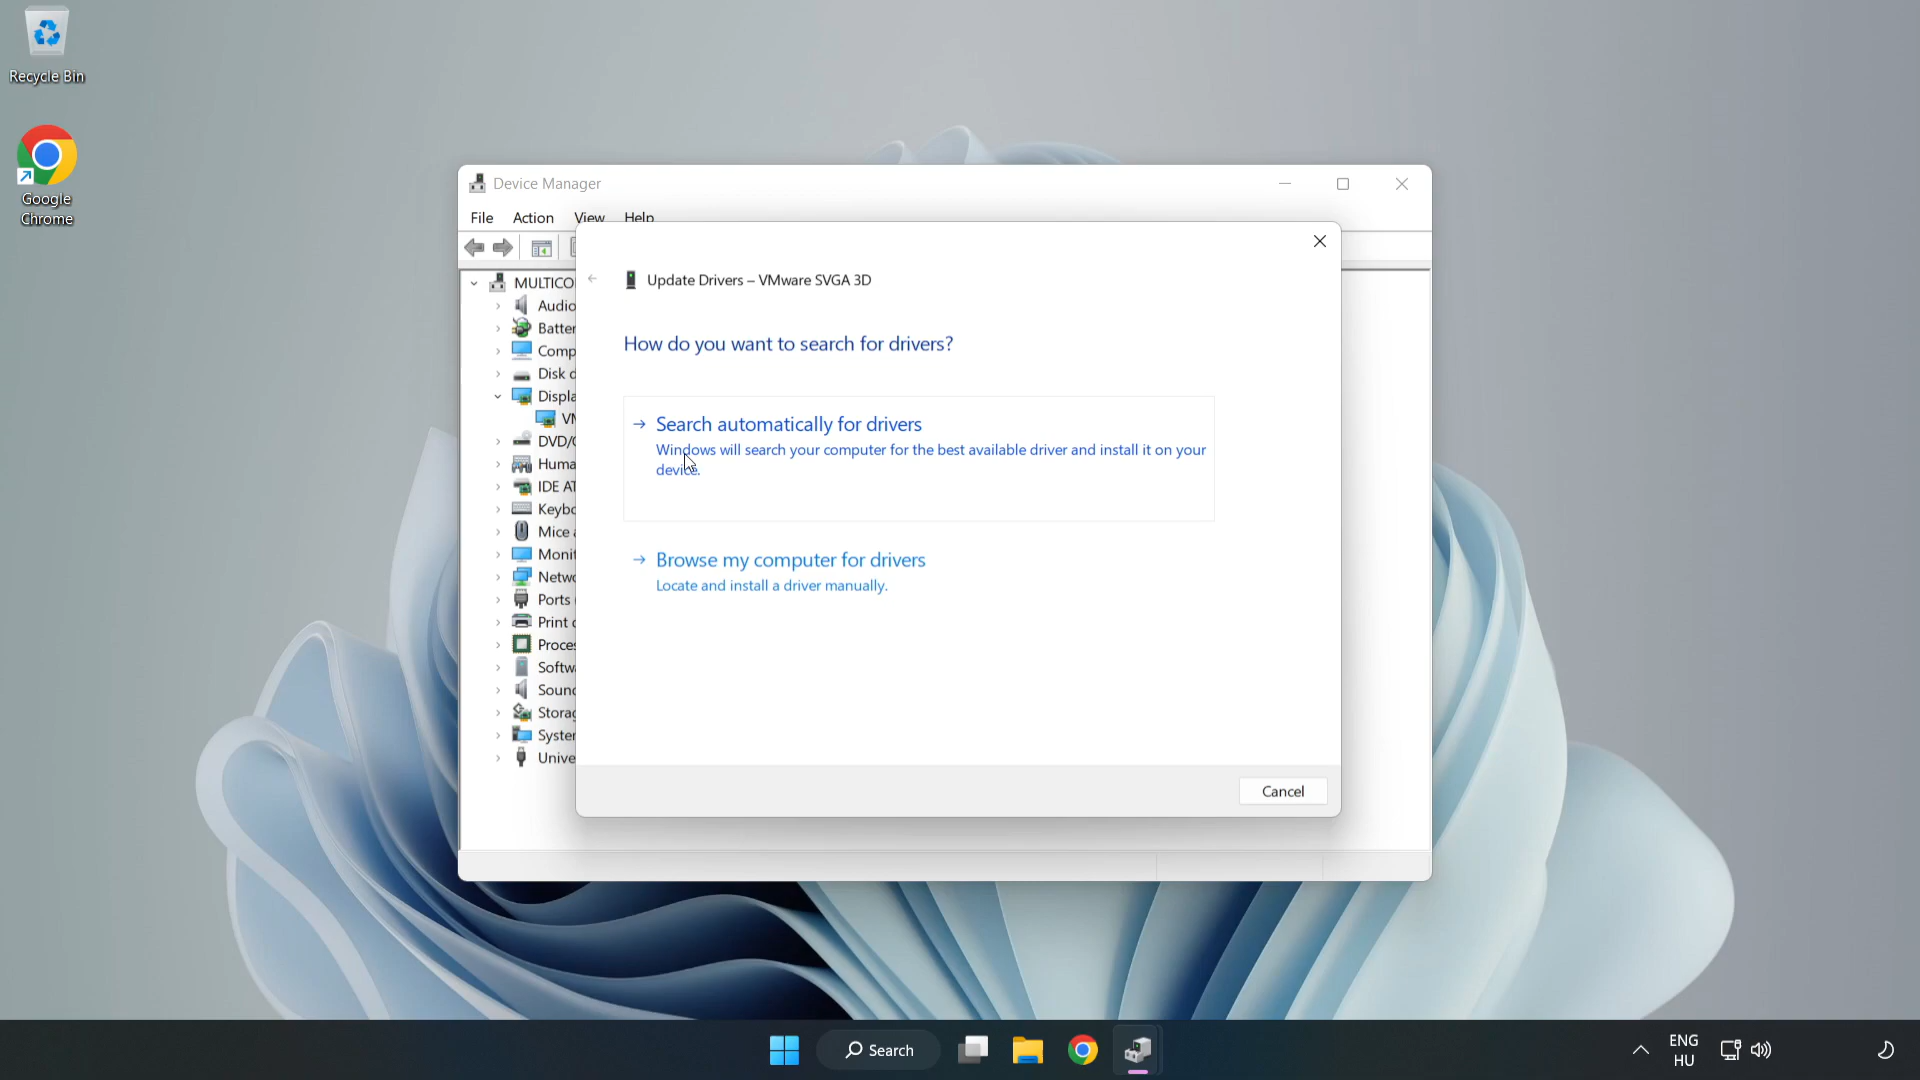 Recycle Bin
Google
Chrome
Device Manager
File Action View Help
MULTICO
Audio
Batter
Comp
Disk d
Displa
VM
DVD/C
Huma
IDE AT
Keybo
Mice a
Monit
Netwo
Ports (
Print q
Proces
Softwa
Sound
Storag
System
Unive
Update Drivers – VMware SVGA 3D
How do you want to search for drivers?
Search automatically for drivers
Windows will search your computer for the best available driver and install it on your
device.
Browse my computer for drivers
Locate and install a driver manually.
Cancel
Search
ENG
HU